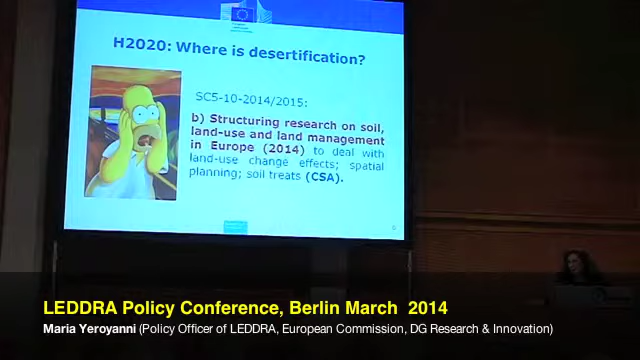 H2020: Where is desertification?
SC5-10-2014/2015:
b) Structuring research on soil,
land-use and land management
in Europe (2014) to deal with
land-use change effects; spatial
planning; soil treats (CSA).
6
LEDDRA Policy Conference, Berlin March 2014
Maria Yeroyanni (Policy Officer of LEDDRA, European Commission, DG Research & Innovation)